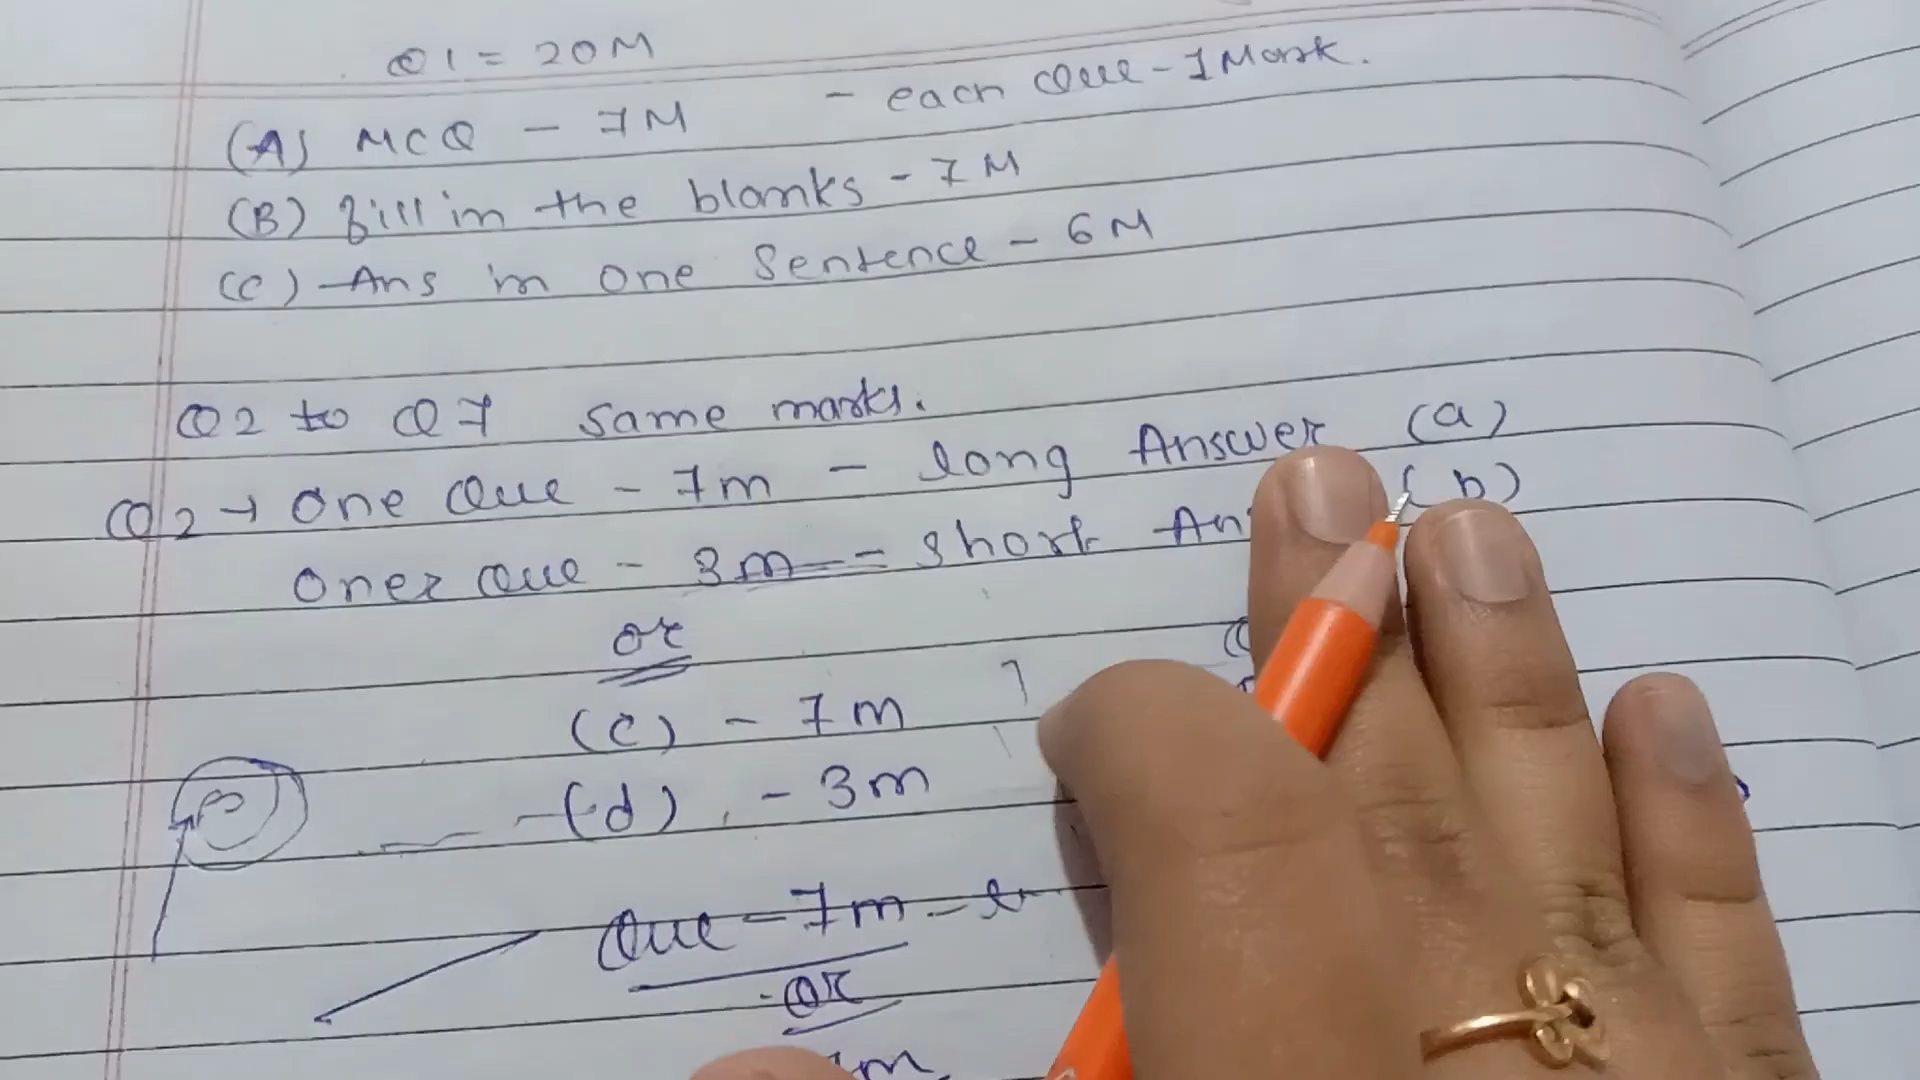 Q1 = 20M
(A) MCQ - 7M - each Que - 1 Mark.
(B) fill in the blanks - 7M
(C) Ans in one Sentence - 6M
Q2 to Q7 same marks.
Q2 → One Que - 7m - long Answer (a)
One Que - 3m = short An (b)
or
(c) - 7m
(d) - 3m
Que - 7m -
or